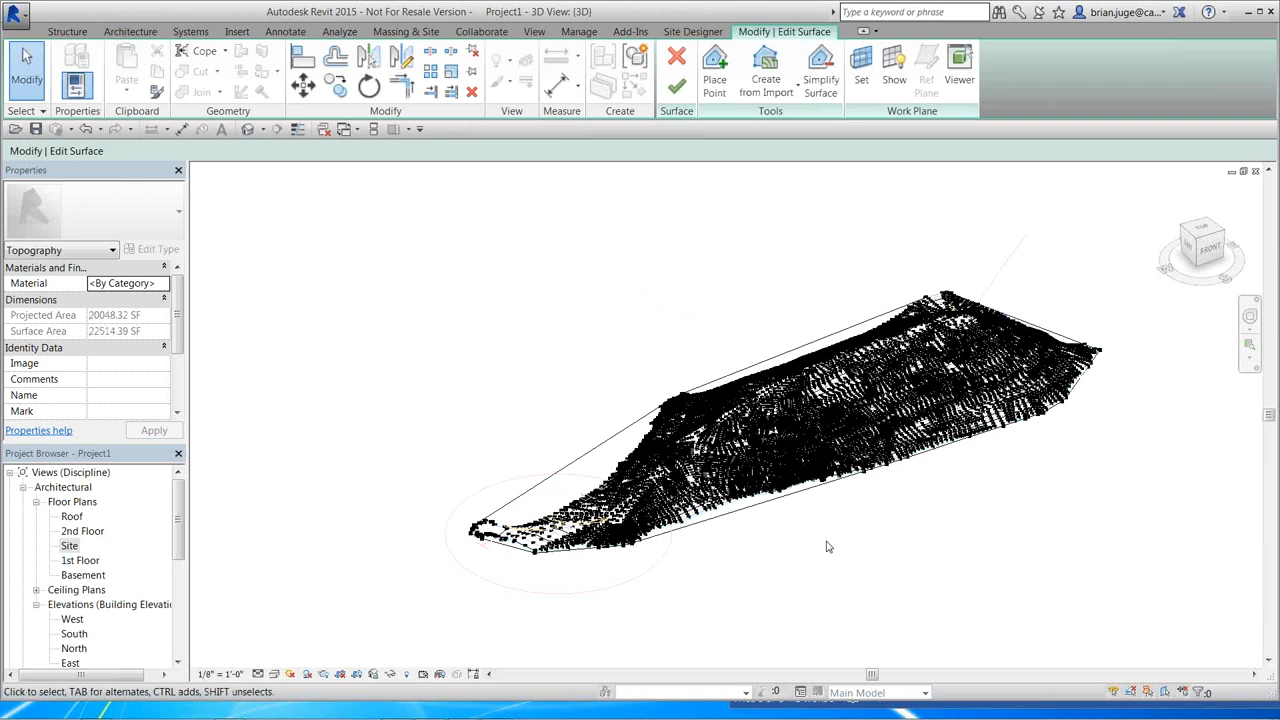 Autodesk Revit 2015 - Not For Resale Version - Project1 - 3D View: {3D}
Type a keyword or phrase
brian.juge@ca...
Architecture Structure Systems Insert Annotate Analyze Massing & Site Collaborate View Manage Add-Ins Site Designer Modify | Edit Surface
Modify
Paste
Cope
Cut
Join
Place Point
Create from Import
Simplify Surface
Set
Show
Ref Plane
Viewer
Select Properties Clipboard Geometry Modify View Measure Create Surface Tools Work Plane
Modify | Edit Surface
Properties
Topography
Edit Type
Materials and Fin...
Material <By Category>
Dimensions
Projected Area 20048.32 SF
Surface Area 22514.39 SF
Identity Data
Image
Comments
Name
Mark
Properties help
Apply
Project Browser - Project1
Views (Discipline)
Architectural
Floor Plans
Roof
2nd Floor
Site
1st Floor
Basement
Ceiling Plans
Elevations (Building Elevatio
West
South
North
East
TOP
FRONT
1/8" = 1'-0"
Click to select, TAB for alternates, CTRL adds, SHIFT unselects.
:0
Main Model
:0